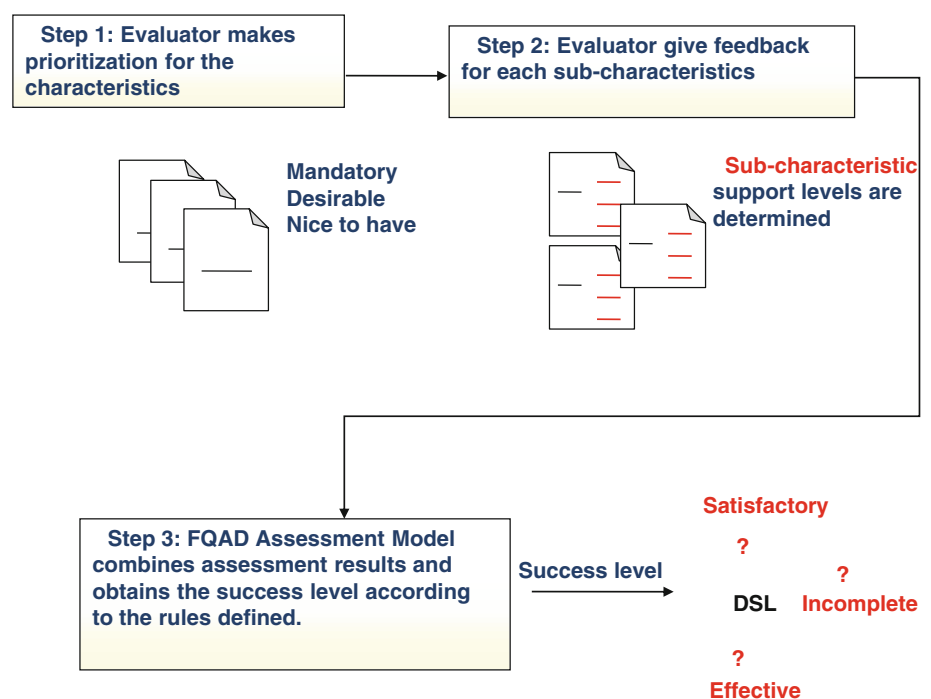 Step 1: Evaluator makes
prioritization for the
characteristics
Step 2: Evaluator give feedback
for each sub-characteristics
Mandatory
Desirable
Nice to have
Sub-characteristic
support levels are
determined
Step 3: FQAD Assessment Model
combines assessment results and
obtains the success level according
to the rules defined.
Success level
Satisfactory
?
?
DSL Incomplete
?
Effective